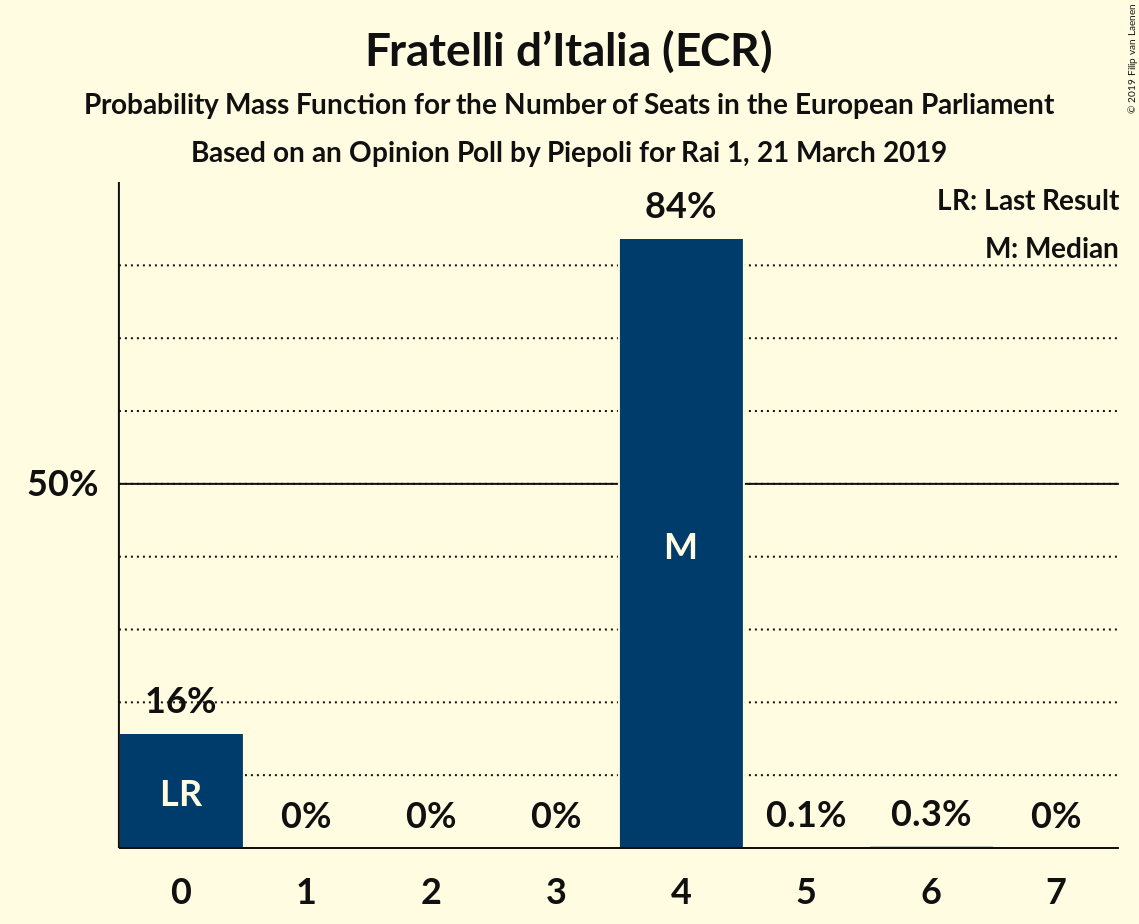 Fratelli d’Italia (ECR)
Probability Mass Function for the Number of Seats in the European Parliament
Based on an Opinion Poll by Piepoli for Rai 1, 21 March 2019
© 2019 Filip van Laenen
LR: Last Result
M: Median
84%
50%
M
16%
LR
0%
0%
0%
0.1%
0.3%
0%
0 1 2 3 4 5 6 7